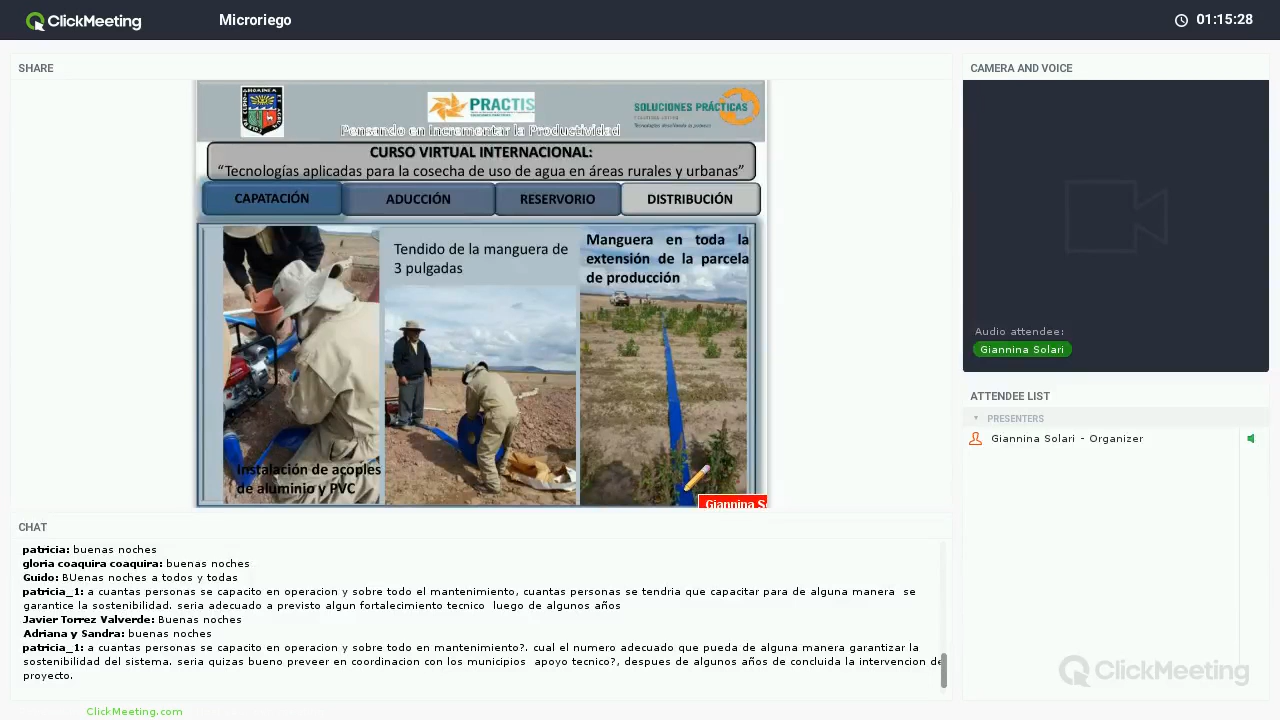 ClickMeeting
Microriego
01:15:28
SHARE
CAMERA AND VOICE
PRACTIS
SOLUCIONES PRÁCTICAS
Pensando en Incrementar la Productividad
CURSO VIRTUAL INTERNACIONAL:
“Tecnologías aplicadas para la cosecha de uso de agua en áreas rurales y urbanas”
CAPATACIÓN
ADUCCIÓN
RESERVORIO
DISTRIBUCIÓN
Tendido de la manguera de
3 pulgadas
Manguera en toda la
extensión de la parcela
de producción
Instalación de acoples
de aluminio y PVC
Giannina S
Audio attendee:
Giannina Solari
ATTENDEE LIST
PRESENTERS
Giannina Solari - Organizer
CHAT
patricia: buenas noches
gloria coaquira coaquira: buenas noches
Guido: BUenas noches a todos y todas
patricia_1: a cuantas personas se capacito en operacion y sobre todo el mantenimiento, cuantas personas se tendria que capacitar para de alguna manera se
garantice la sostenibilidad. seria adecuado a previsto algun fortalecimiento tecnico luego de algunos años
Javier Torrez Valverde: Buenas noches
Adriana y Sandra: buenas noches
patricia_1: a cuantas personas se capacito en operacion y sobre todo en mantenimiento?. cual el numero adecuado que pueda de alguna manera garantizar la
sostenibilidad del sistema. seria quizas bueno preveer en coordinacion con los municipios apoyo tecnico?, despues de algunos años de concluida la intervencion de
proyecto.
ClickMeeting
ClickMeeting.com